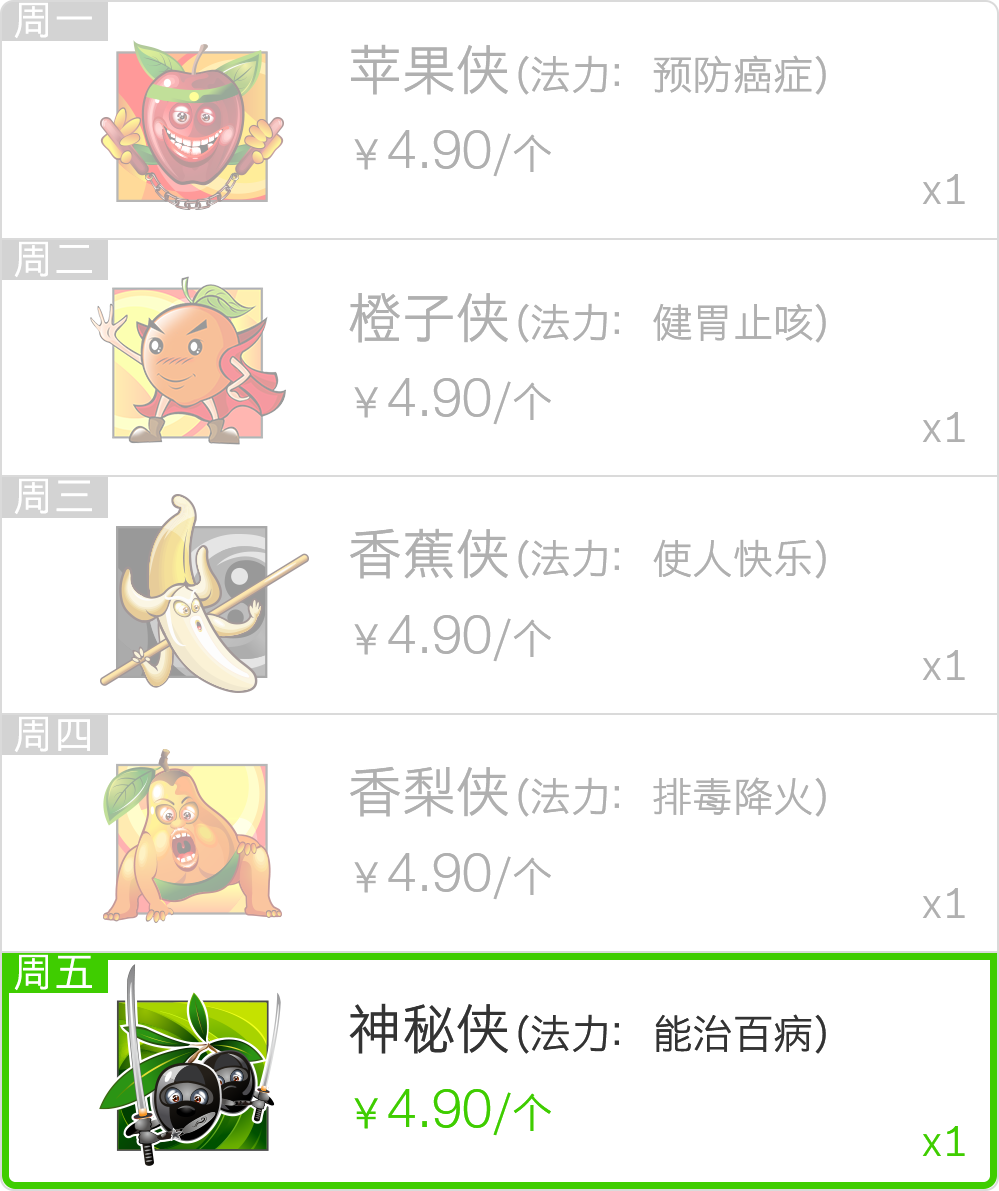 周一
苹果侠(法力：预防癌症)
￥4.90/个
x1
周二
橙子侠(法力：健胃止咳)
￥4.90/个
x1
周三
香蕉侠(法力：使人快乐)
￥4.90/个
x1
周四
香梨侠(法力：排毒降火)
￥4.90/个
x1
周五
神秘侠(法力：能治百病)
￥4.90/个
x1